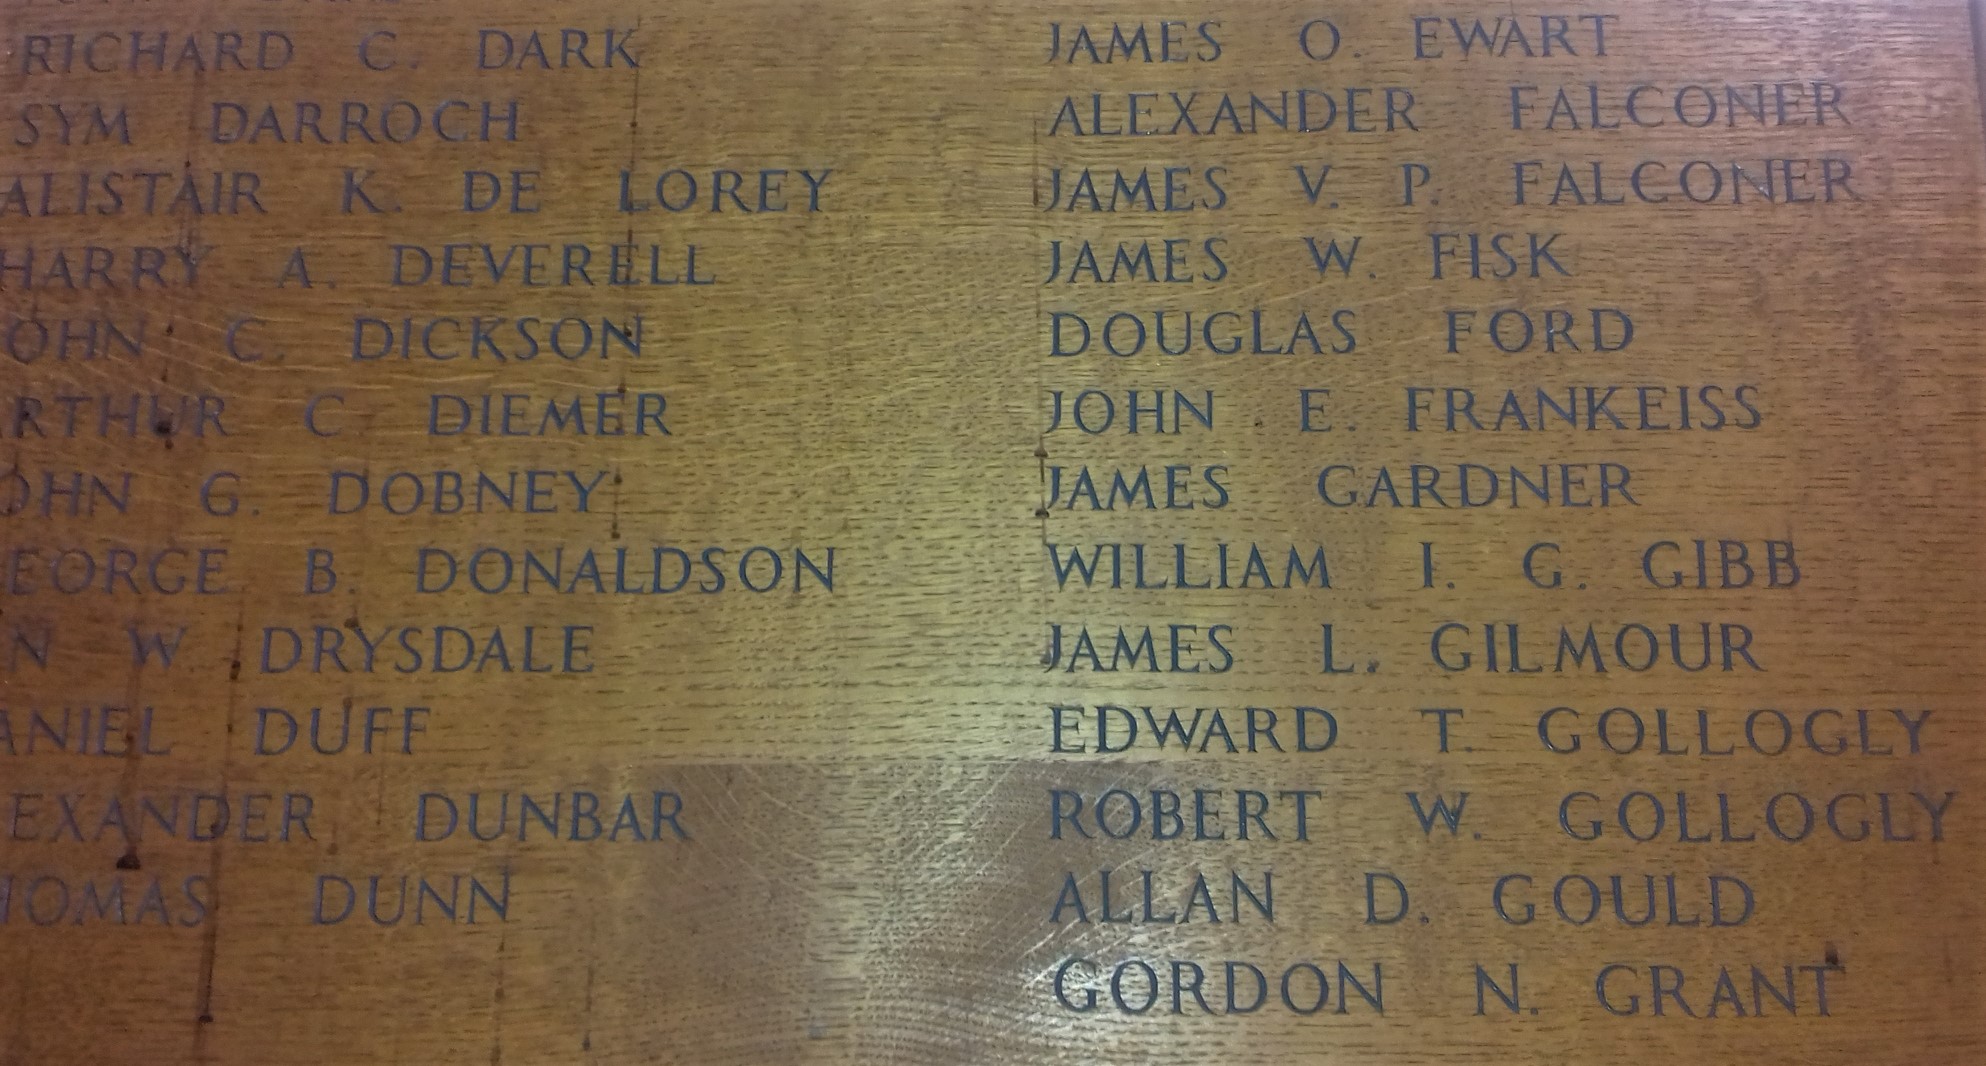 RICHARD C. DARK
SYM DARROCH
ALISTAIR K. DE LOREY
HARRY A. DEVERELL
OHN C. DICKSON
RTHUR C. DIEMER
OHN G. DOBNEY
EORGE B. DONALDSON
N W DRYSDALE
ANIEL DUFF
EXANDER DUNBAR
HOMAS DUNN
JAMES O. EWART
ALEXANDER FALCONER
JAMES V. P. FALCONER
JAMES W. FISK
DOUGLAS FORD
JOHN E. FRANKEISS
JAMES GARDNER
WILLIAM I. G. GIBB
JAMES L. GILMOUR
EDWARD T. GOLLOGLY
ROBERT W. GOLLOGLY
ALLAN D. GOULD
GORDON N. GRANT